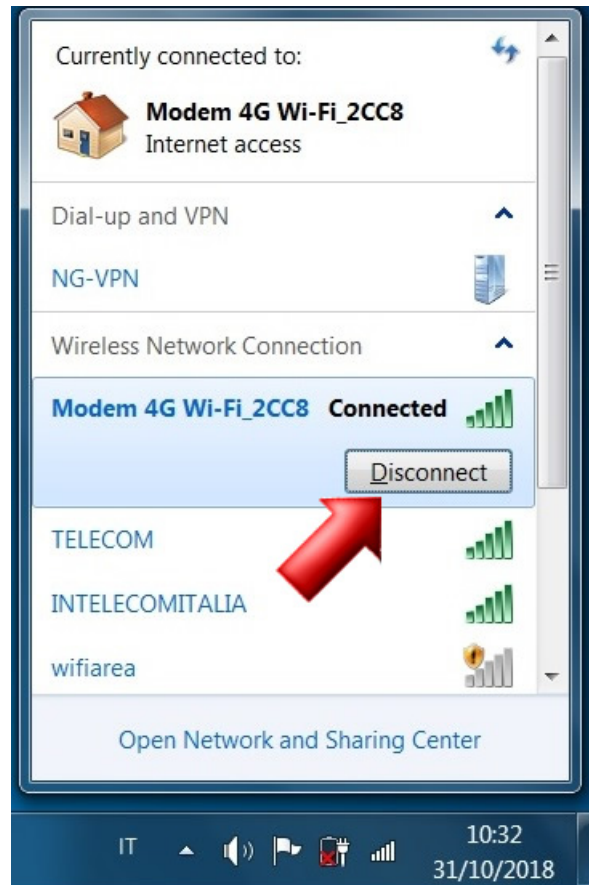 Currently connected to:
Modem 4G Wi-Fi_2CC8
Internet access
Dial-up and VPN
NG-VPN
Wireless Network Connection
Modem 4G Wi-Fi_2CC8 Connected
Disconnect
TELECOM
INTELECOMITALIA
wifiarea
Open Network and Sharing Center
IT
10:32
31/10/2018